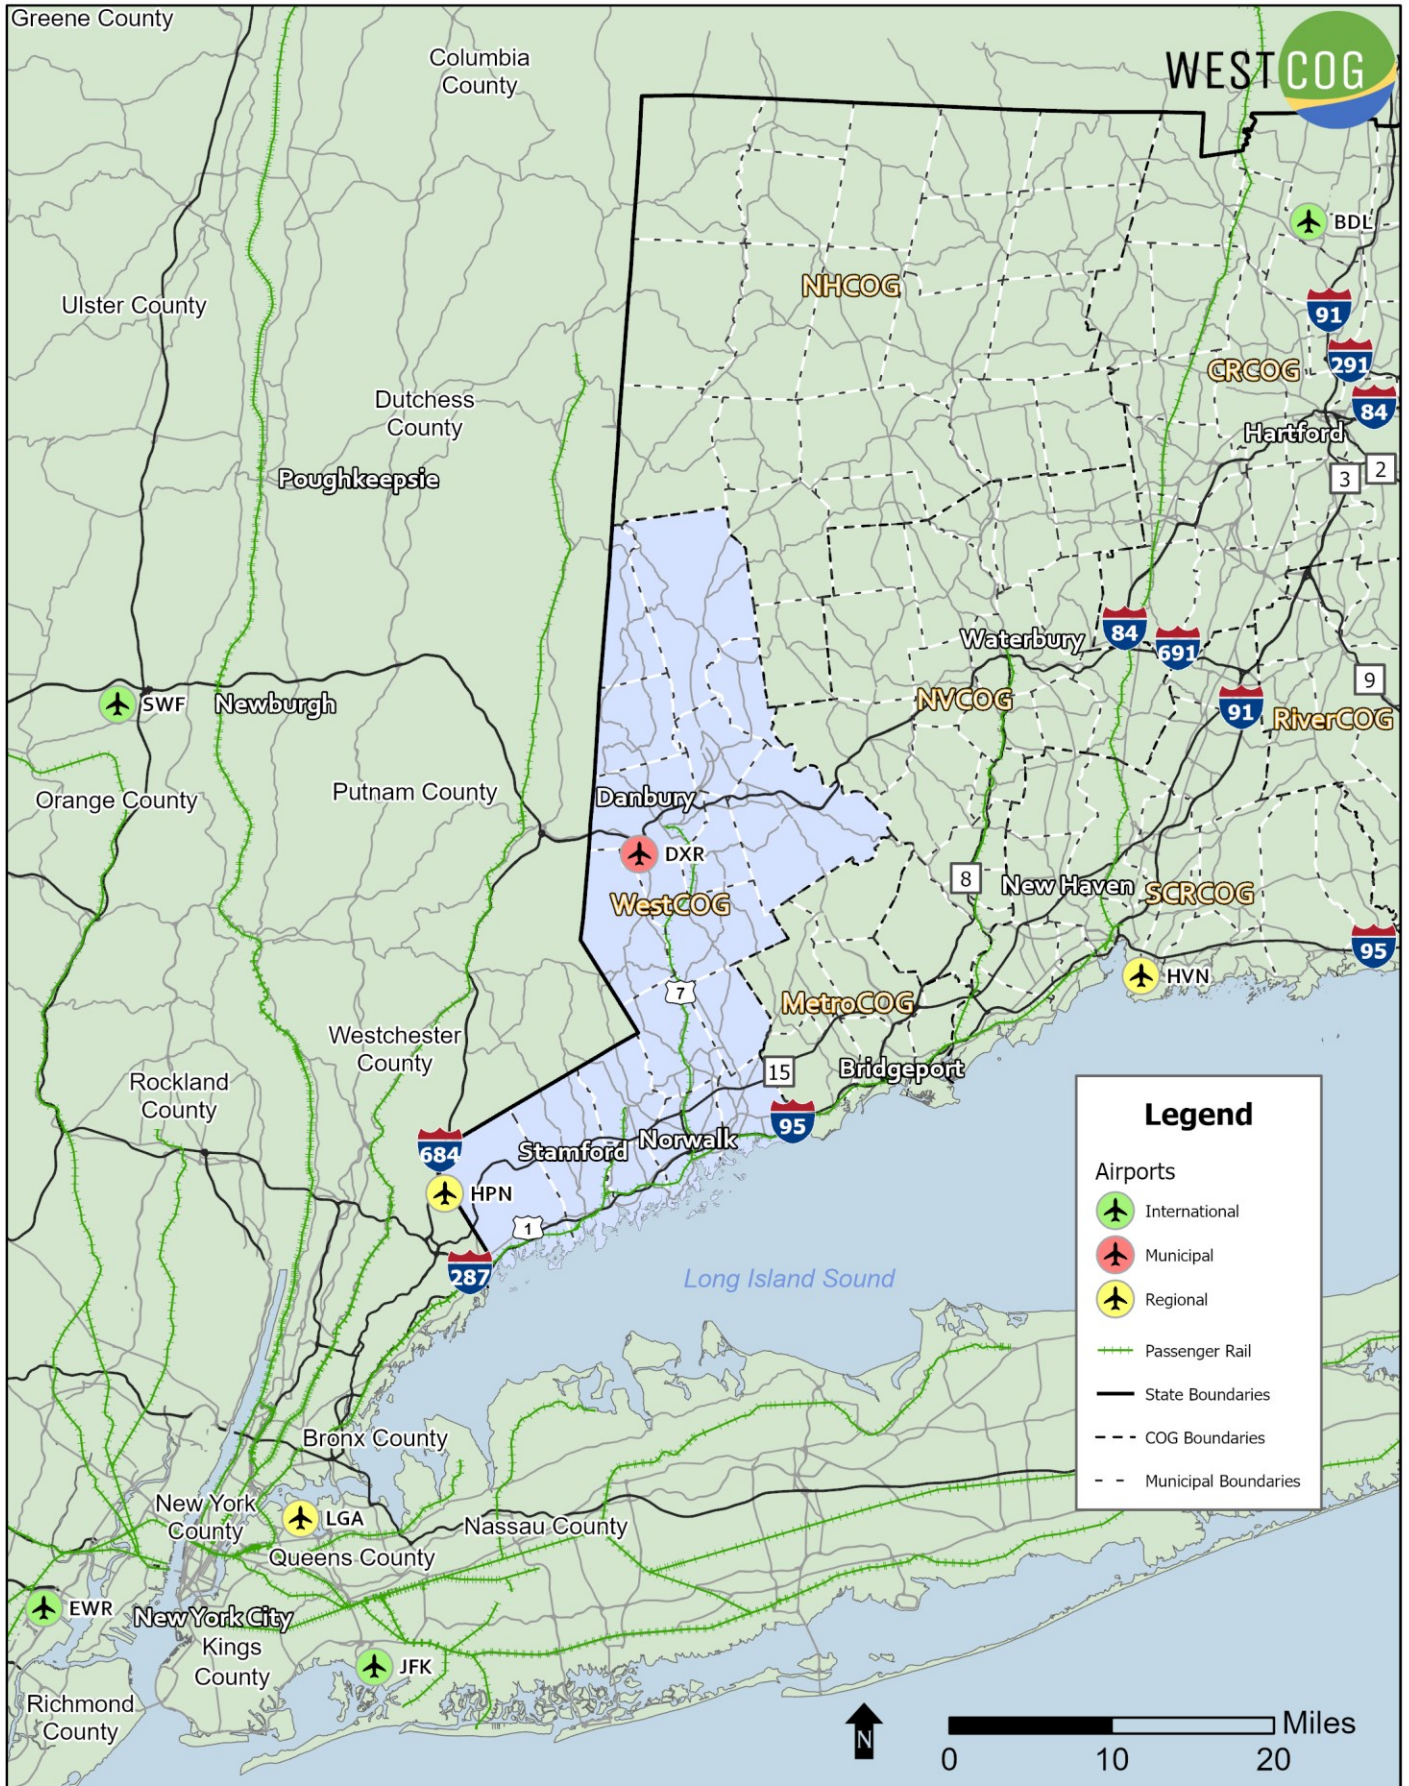 Greene County
WESTCOG
Columbia
County
BDL
Ulster County
NHCOG
91
291
CRCOG
84
Dutchess
County
Hartford
Poughkeepsie
3
2
84
Waterbury
691
9
SWF
Newburgh
NVCOG
91
RiverCOG
Orange County
Putnam County
Danbury
DXR
8
New Haven
SCRCOG
WestCOG
95
HVN
7
MetroCOG
Westchester
County
Rockland
County
15
Bridgeport
95
684
Stamford
Norwalk
HPN
1
287
Long Island Sound
Legend
Airports
International
Municipal
Regional
Passenger Rail
State Boundaries
COG Boundaries
Municipal Boundaries
Bronx County
New York
County
LGA
Nassau County
Queens County
EWR
New York City
Kings
County
JFK
Richmond
County
N
Miles
0 10 20